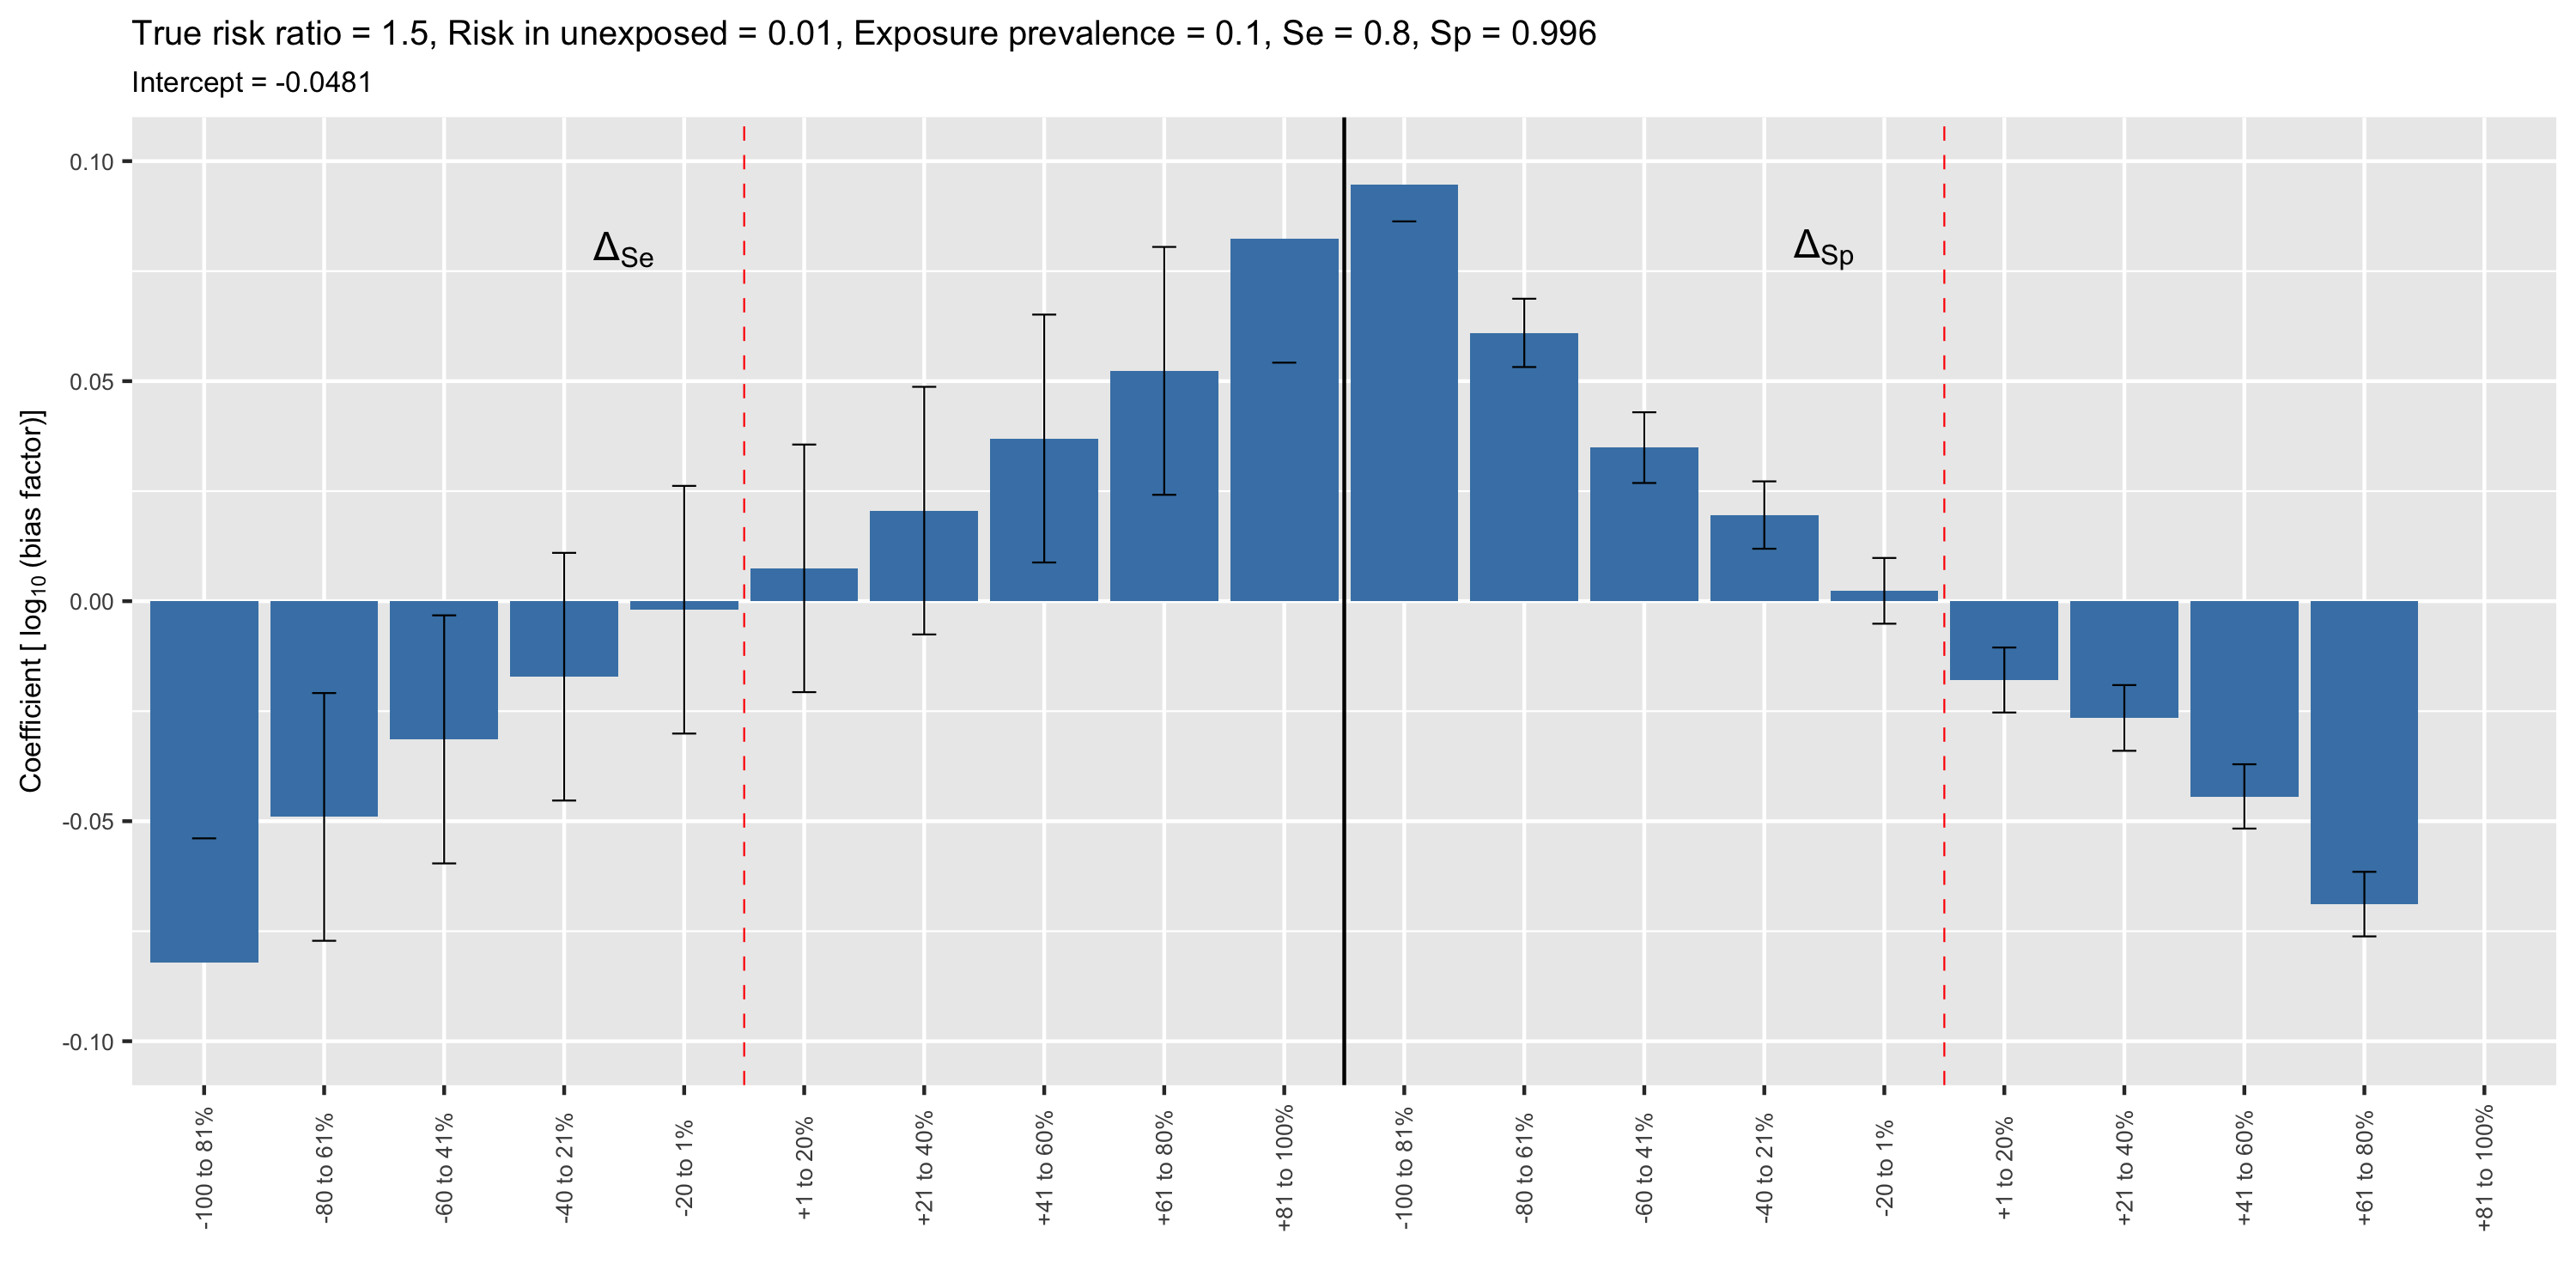 True risk ratio = 1.5, Risk in unexposed = 0.01, Exposure prevalence = 0.1, Se = 0.8, Sp = 0.996
Intercept = -0.0481
Coefficient [ log10 (bias factor)]
0.10
0.05
0.00
-0.05
-0.10
ΔSe
ΔSp
-100 to 81%
-80 to 61%
-60 to 41%
-40 to 21%
-20 to 1%
+1 to 20%
+21 to 40%
+41 to 60%
+61 to 80%
+81 to 100%
-100 to 81%
-80 to 61%
-60 to 41%
-40 to 21%
-20 to 1%
+1 to 20%
+21 to 40%
+41 to 60%
+61 to 80%
+81 to 100%